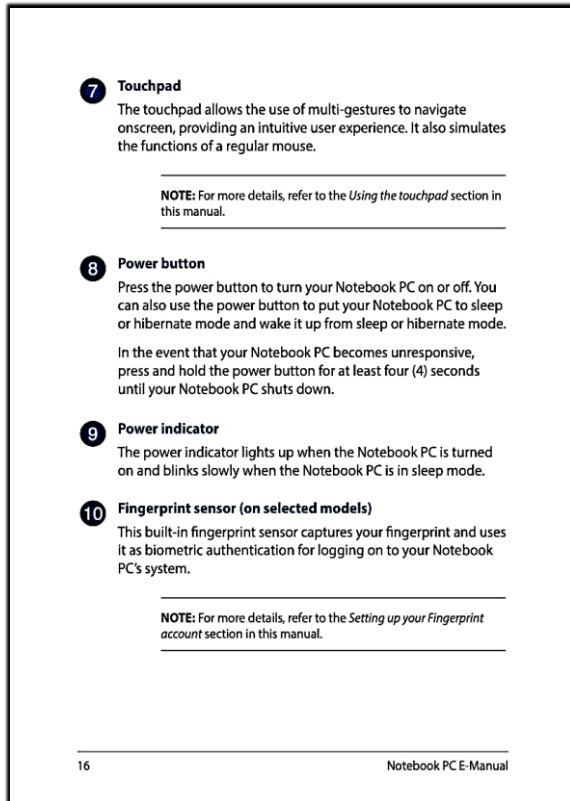 7 Touchpad
The touchpad allows the use of multi-gestures to navigate
onscreen, providing an intuitive user experience. It also simulates
the functions of a regular mouse.
NOTE: For more details, refer to the Using the touchpad section in
this manual.
8 Power button
Press the power button to turn your Notebook PC on or off. You
can also use the power button to put your Notebook PC to sleep
or hibernate mode and wake it up from sleep or hibernate mode.
In the event that your Notebook PC becomes unresponsive,
press and hold the power button for at least four (4) seconds
until your Notebook PC shuts down.
9 Power indicator
The power indicator lights up when the Notebook PC is turned
on and blinks slowly when the Notebook PC is in sleep mode.
10 Fingerprint sensor (on selected models)
This built-in fingerprint sensor captures your fingerprint and uses
it as biometric authentication for logging on to your Notebook
PC's system.
NOTE: For more details, refer to the Setting up your Fingerprint
account section in this manual.
16 Notebook PC E-Manual